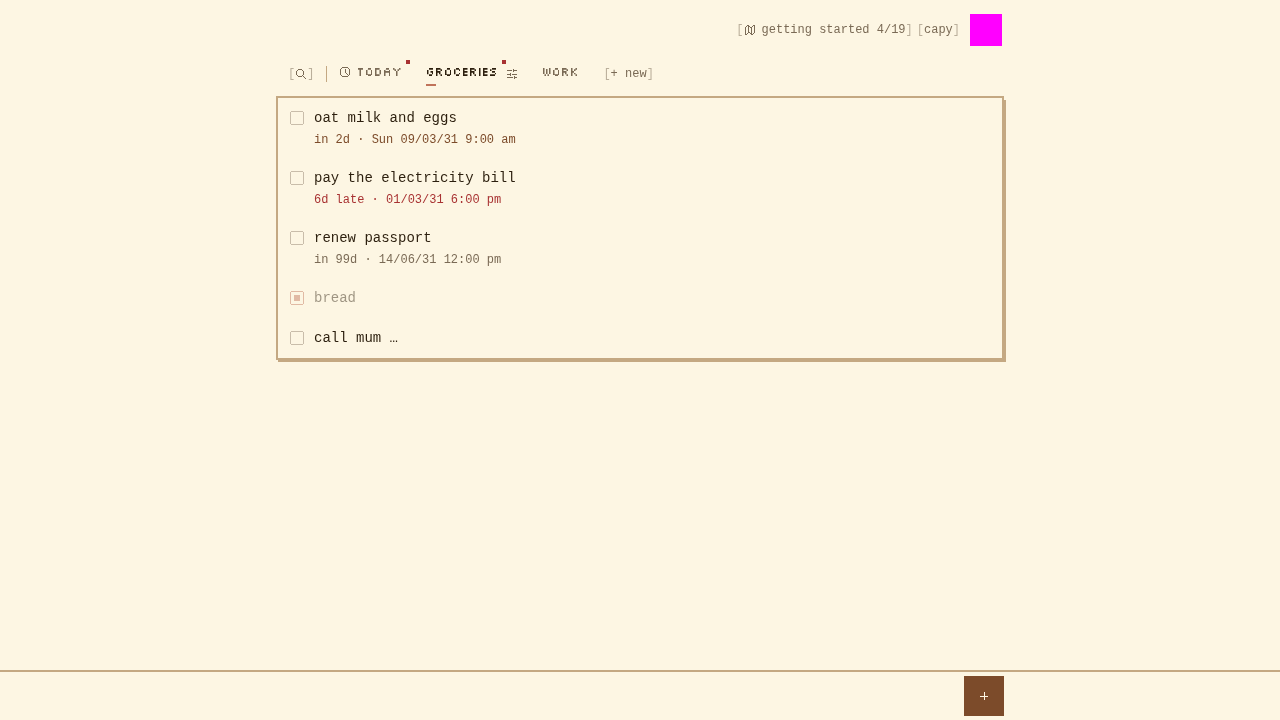 [ getting started 4/19] [copy]
[ ] TODAY GROCERIES WORK [+ new]
oat milk and eggs
in 2d · Sun 09/03/31 9:00 am
pay the electricity bill
6d late · 01/03/31 6:00 pm
renew passport
in 99d · 14/06/31 12:00 pm
bread
call mum …
+